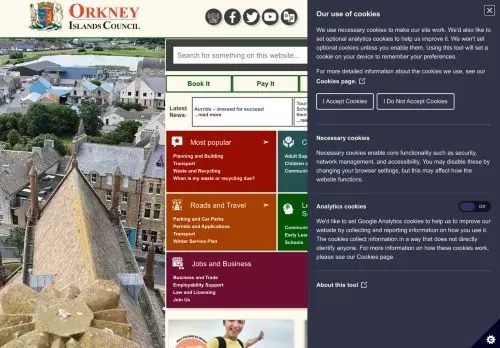 ORKNEY
ISLANDS COUNCIL
Search for something on this website...
Book It
Pay It
Latest
News:
Aurrida – dressed for success!
...read more
Tour
Scho
their
...rea
Most popular
Planning and Building
Transport
Waste and Recycling
When is my waste or recycling due?
C
Adult Supp
Children a
Communit
Roads and Travel
Parking and Car Parks
Permits and Applications
Transport
Winter Service Plan
L
S
Communit
Early Lear
Schools
Jobs and Business
Business and Trade
Employability Support
Law and Licensing
Join Us
Our use of cookies
We use necessary cookies to make our site work. We'd also like to
set optional analytics cookies to help us to improve it. We won't set
optional cookies unless you enable them. Using this tool will set a
cookie on your device to remember your preferences.
For more detailed information about the cookies we use, see our
Cookies page.
I Accept Cookies
I Do Not Accept Cookies
Necessary cookies
Necessary cookies enable core functionality such as security,
network management, and accessibility. You may disable these by
changing your browser settings, but this may affect how the
website functions.
Analytics cookies
Off
We'd like to set Google Analytics cookies to help us to improve our
website by collecting and reporting information on how you use it.
The cookies collect information in a way that does not directly
identify anyone. For more information on how these cookies work,
please see our Cookies page.
About this tool